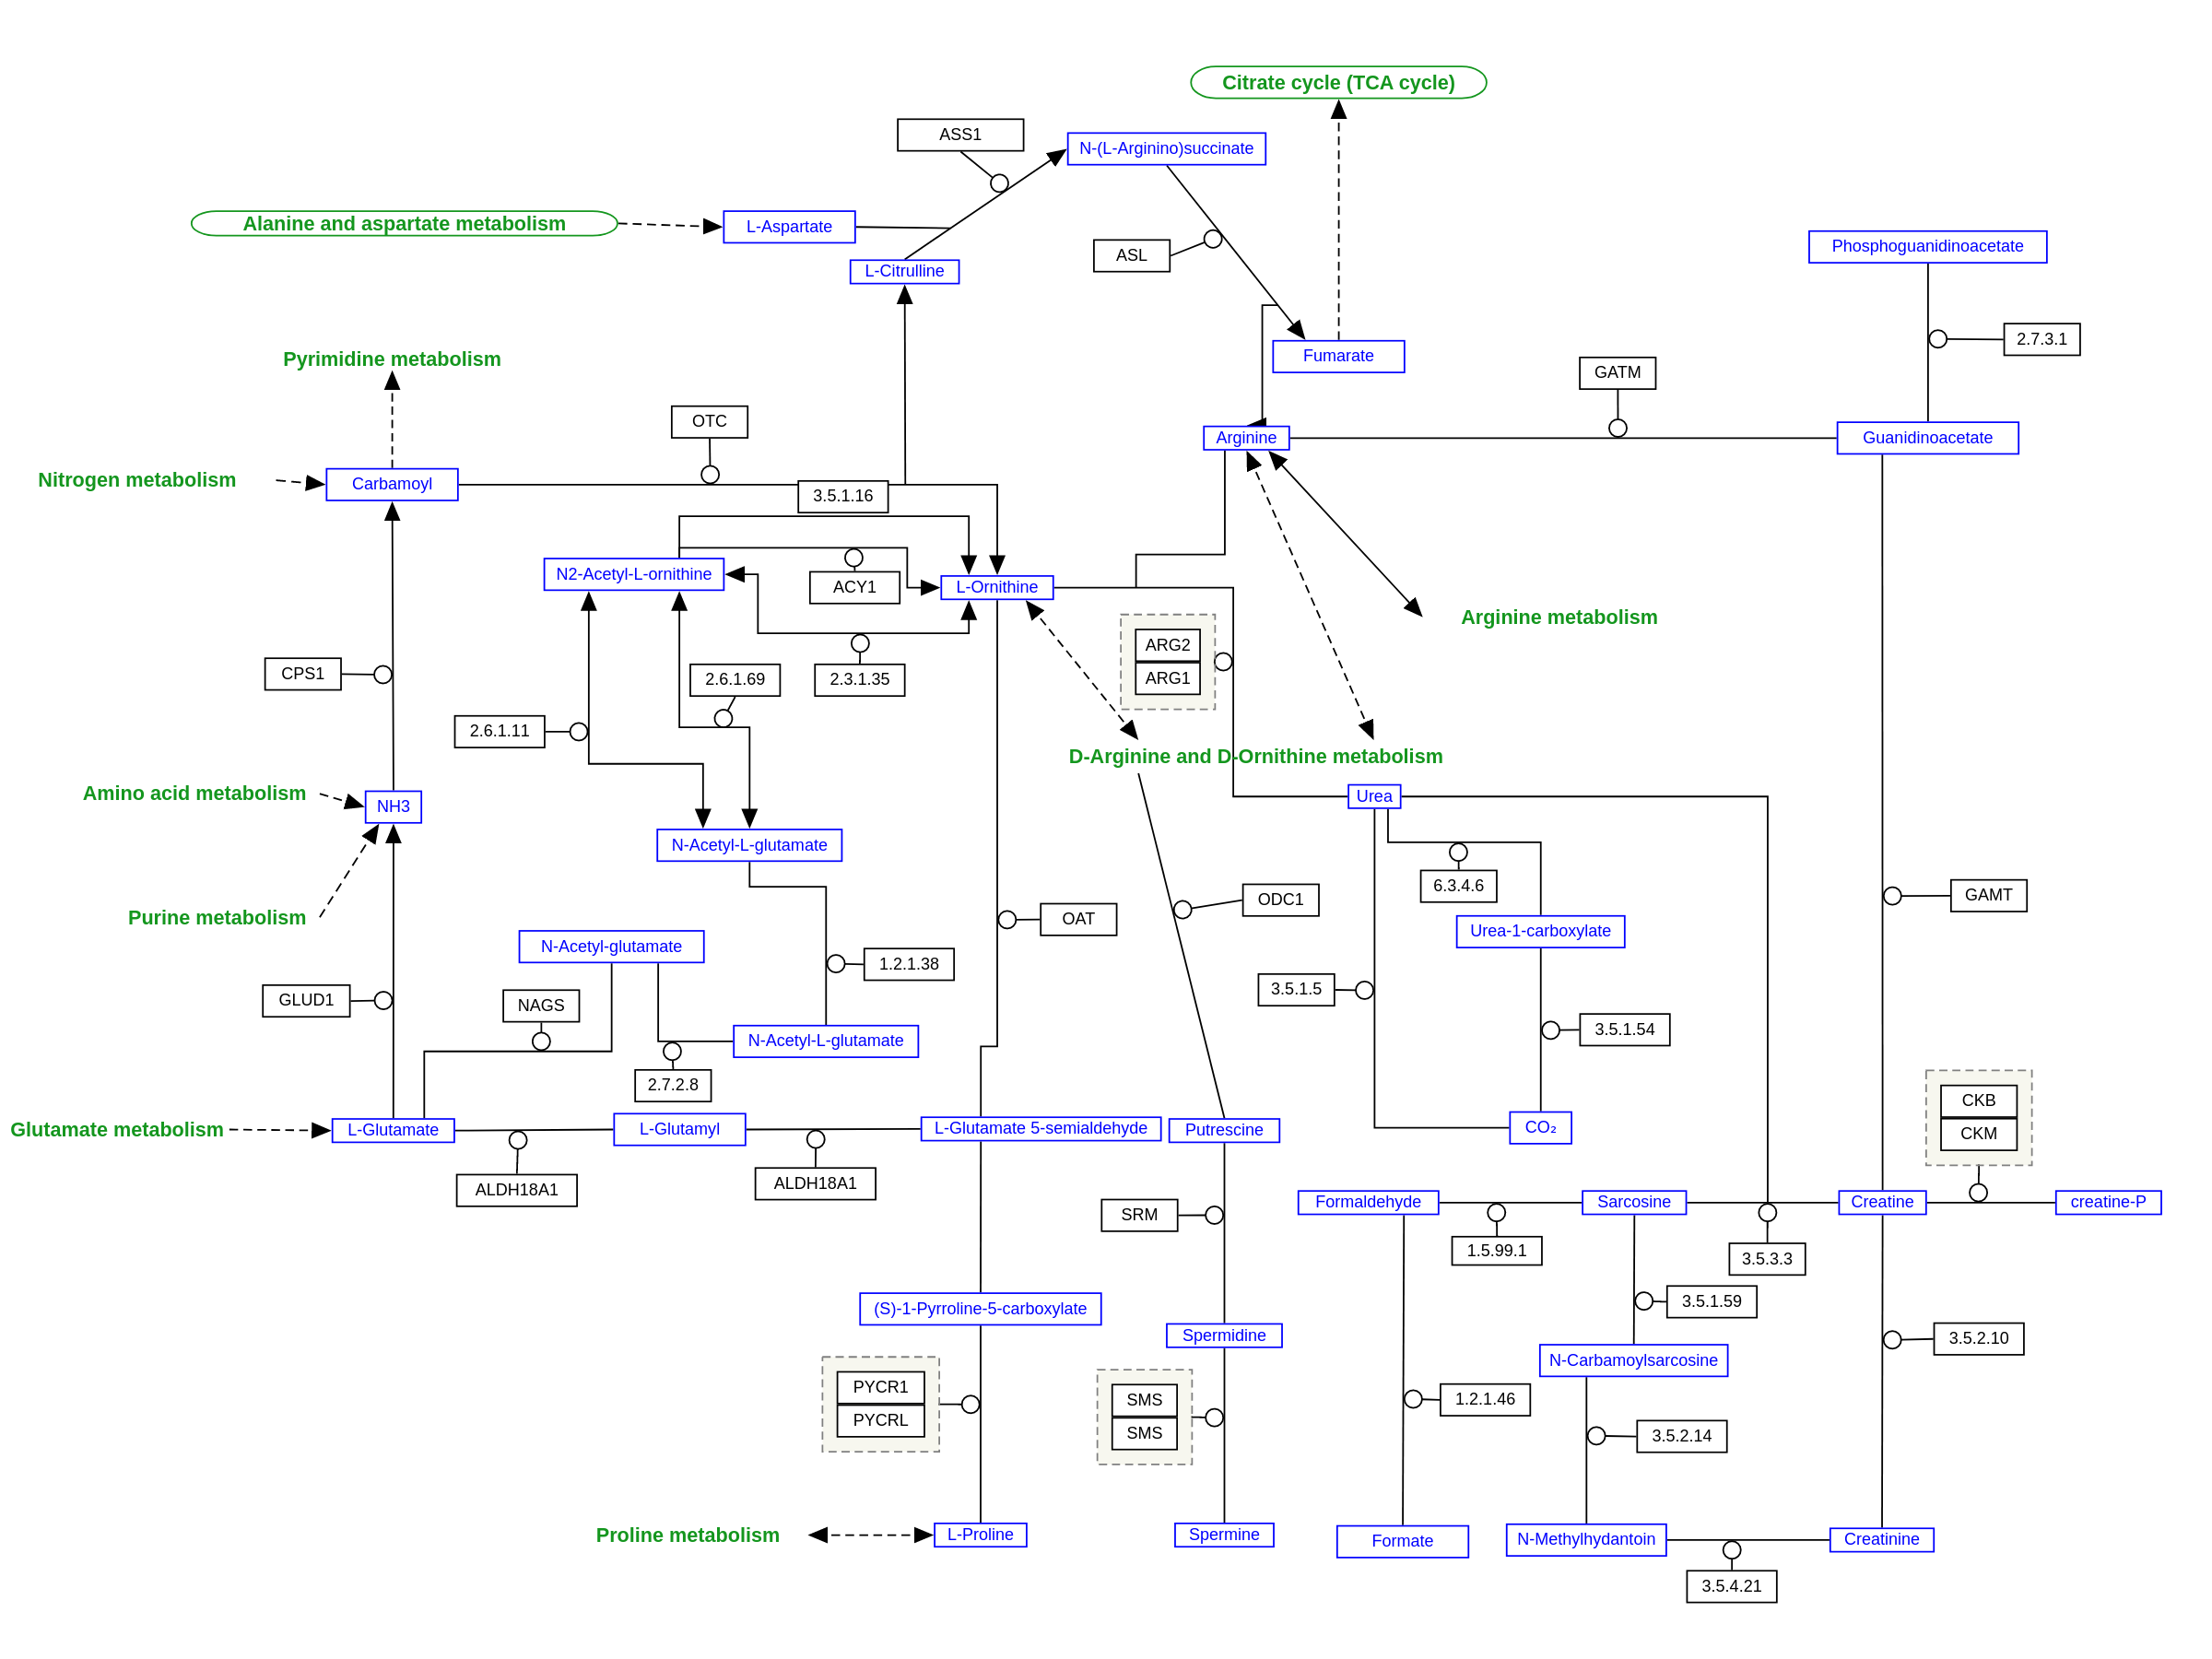 Citrate cycle (TCA cycle)
ASS1
N-(L-Arginino)succinate
Alanine and aspartate metabolism
L-Aspartate
ASL
Phosphoguanidinoacetate
L-Citrulline
2.7.3.1
Pyrimidine metabolism
Fumarate
GATM
OTC
Arginine
Guanidinoacetate
Nitrogen metabolism
Carbamoyl
3.5.1.16
N2-Acetyl-L-ornithine
ACY1
L-Ornithine
Arginine metabolism
ARG2
ARG1
CPS1
2.6.1.69
2.3.1.35
2.6.1.11
D-Arginine and D-Ornithine metabolism
Amino acid metabolism
NH3
Urea
N-Acetyl-L-glutamate
6.3.4.6
ODC1
GAMT
Purine metabolism
OAT
Urea-1-carboxylate
N-Acetyl-glutamate
1.2.1.38
3.5.1.5
GLUD1
NAGS
3.5.1.54
N-Acetyl-L-glutamate
2.7.2.8
CKB
CKM
Glutamate metabolism
L-Glutamate
L-Glutamyl
L-Glutamate 5-semialdehyde
Putrescine
CO₂
ALDH18A1
ALDH18A1
SRM
Formaldehyde
Sarcosine
Creatine
creatine-P
1.5.99.1
3.5.3.3
(S)-1-Pyrroline-5-carboxylate
3.5.1.59
Spermidine
3.5.2.10
N-Carbamoylsarcosine
PYCR1
PYCRL
SMS
SMS
1.2.1.46
3.5.2.14
Proline metabolism
L-Proline
Spermine
Formate
N-Methylhydantoin
Creatinine
3.5.4.21